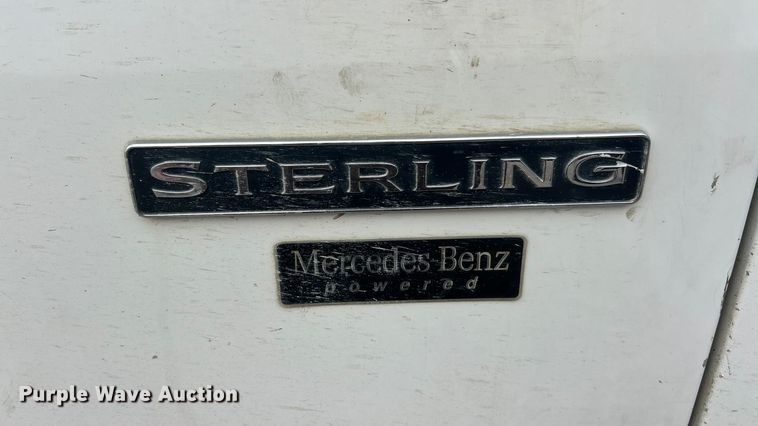 STERLING
Mercedes Benz
powered
Purple Wave Auction